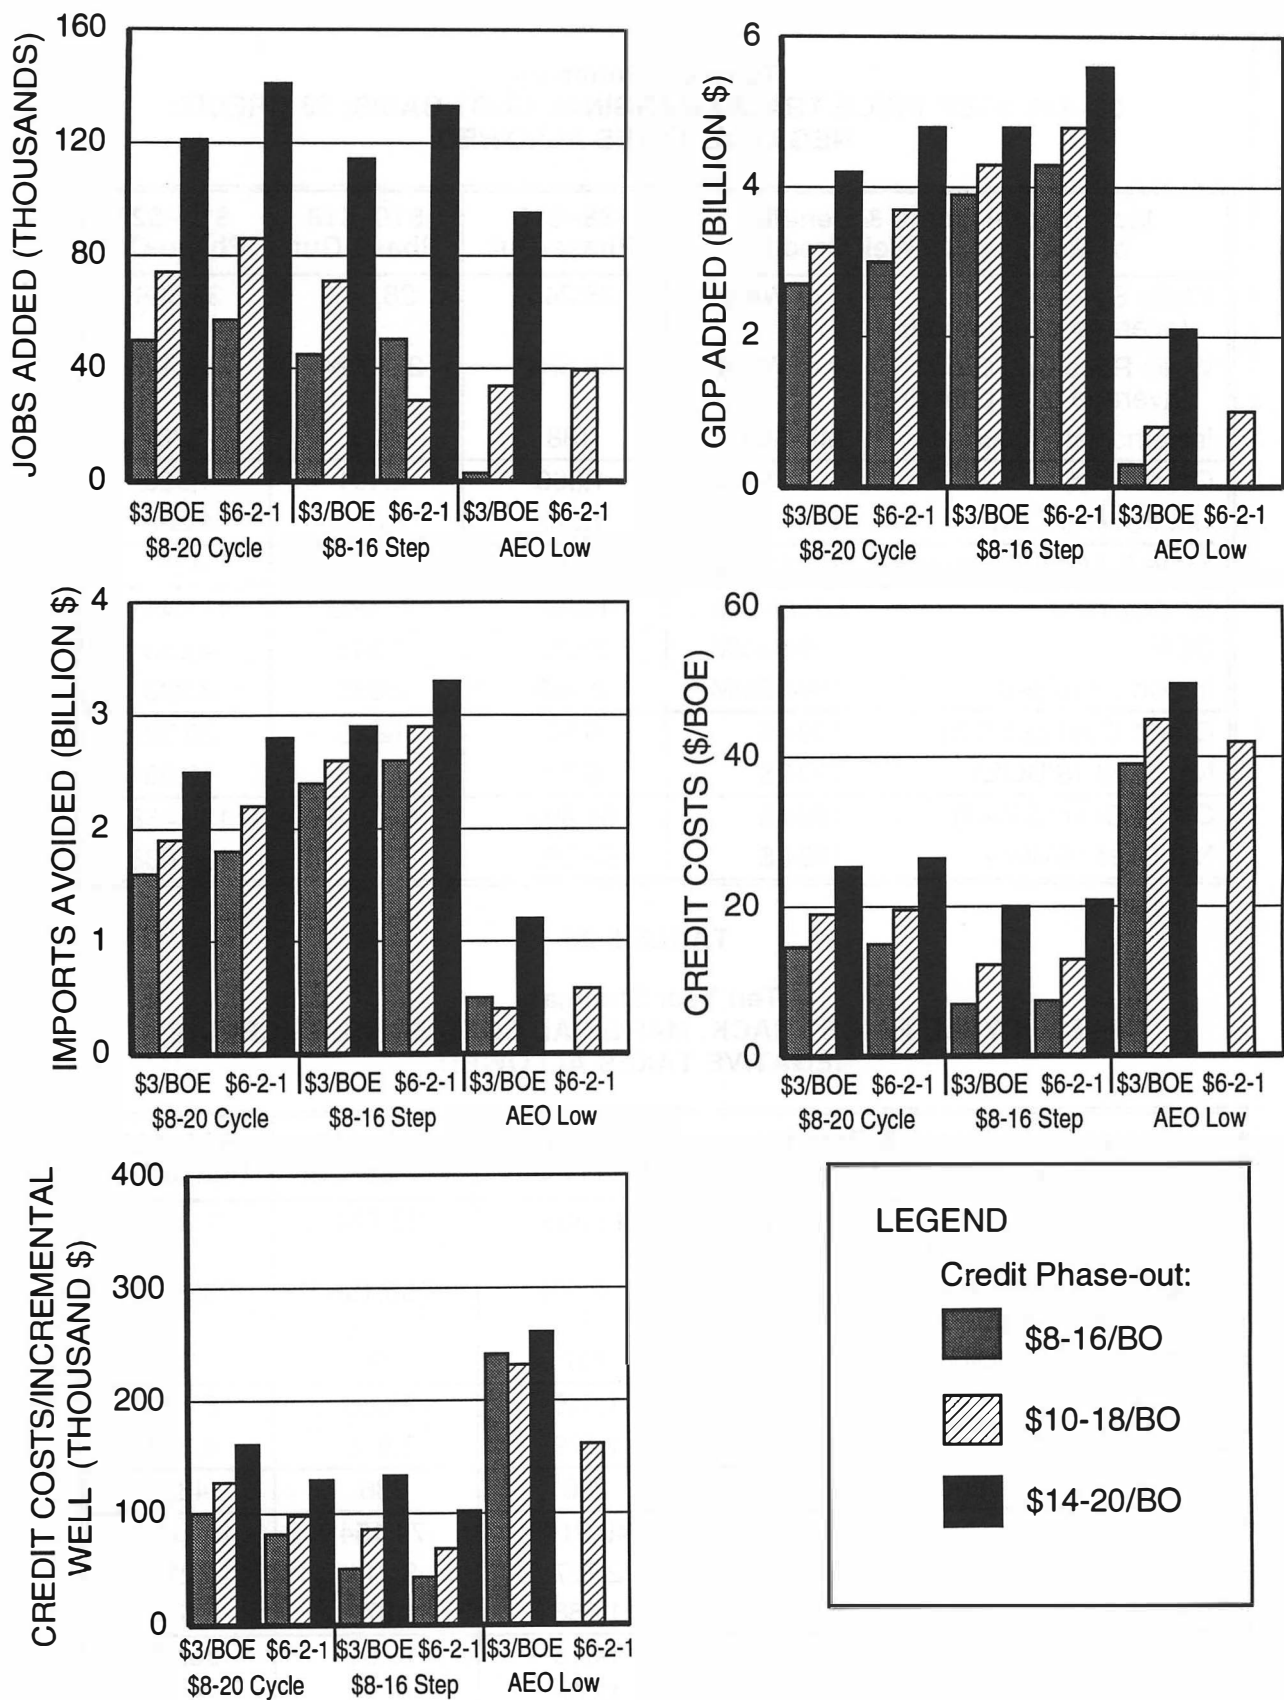 JOBS ADDED (THOUSANDS)
160
120
80
40
0
$3/BOE $6-2-1 $3/BOE $6-2-1 $3/BOE $6-2-1
$8-20 Cycle $8-16 Step AEO Low
GDP ADDED (BILLION $)
6
4
2
0
$3/BOE $6-2-1 $3/BOE $6-2-1 $3/BOE $6-2-1
$8-20 Cycle $8-16 Step AEO Low
IMPORTS AVOIDED (BILLION $)
4
3
2
1
0
$3/BOE $6-2-1 $3/BOE $6-2-1 $3/BOE $6-2-1
$8-20 Cycle $8-16 Step AEO Low
CREDIT COSTS ($/BOE)
60
40
20
0
$3/BOE $6-2-1 $3/BOE $6-2-1 $3/BOE $6-2-1
$8-20 Cycle $8-16 Step AEO Low
CREDIT COSTS/INCREMENTAL
WELL (THOUSAND $)
400
300
200
100
0
$3/BOE $6-2-1 $3/BOE $6-2-1 $3/BOE $6-2-1
$8-20 Cycle $8-16 Step AEO Low
LEGEND
Credit Phase-out:
$8-16/BO
$10-18/BO
$14-20/BO